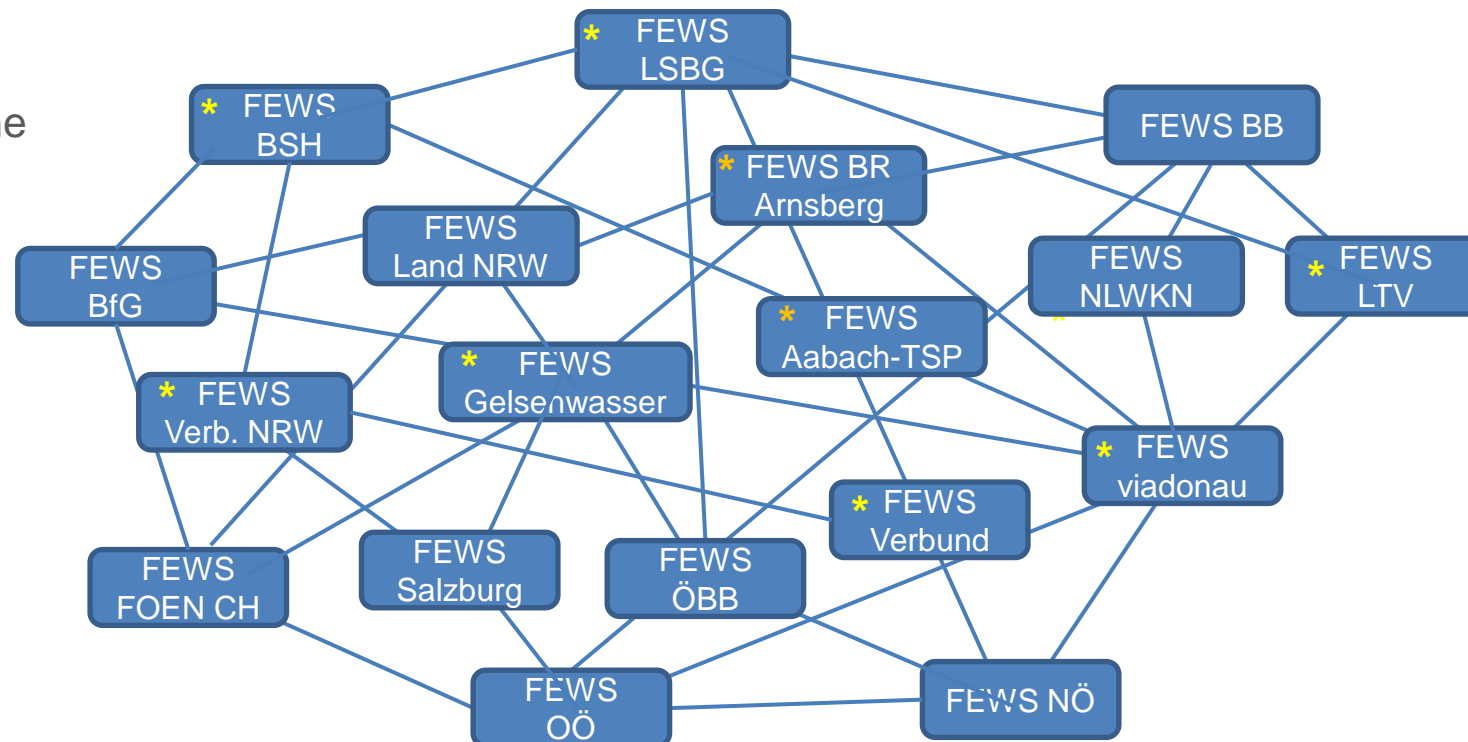 * FEWS
LSBG
ne
* FEWS
BSH
FEWS BB
* FEWS BR
Arnsberg
FEWS
Land NRW
FEWS
NLWKN
*
* FEWS
LTV
FEWS
BfG
* FEWS
Aabach-TSP
* FEWS
Gelsenwasser
* FEWS
Verb. NRW
* FEWS
viadonau
* FEWS
Verbund
FEWS
FOEN CH
FEWS
Salzburg
FEWS
ÖBB
FEWS
OÖ
FEWS NÖ